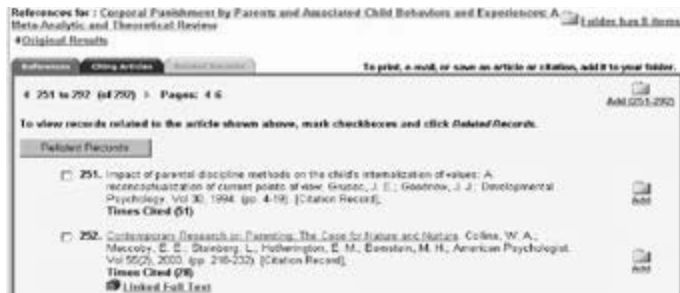 References for : Corporal Punishment by Parents and Associated Child Behaviors and Experiences: A
Meta-Analytic and Theoretical Review
Folder has 0 items
Original Results
References Citing Articles Related Records
To print, e-mail, or save an article or citation, add it to your folder.
251 to 292 (of 292) Pages: 4 6
Add (251-292)
To view records related to the article shown above, mark checkboxes and click Related Records.
Related Records
251. Impact of parental discipline methods on the child's internalization of values: A
reconceptualization of current points of view. Grusec, J. E.; Goodnow, J. J.; Developmental
Psychology, Vol 30, 1994. (pp. 4-19). [Citation Record],
Times Cited (51)
Add
252. Contemporary Research on Parenting: The Case for Nature and Nurture. Collins, W. A.;
Maccoby, E. E.; Steinberg, L.; Hetherington, E. M.; Bornstein, M. H.; American Psychologist,
Vol 55(2), 2000. (pp. 218-232). [Citation Record],
Times Cited (28)
Add
Linked Full Text